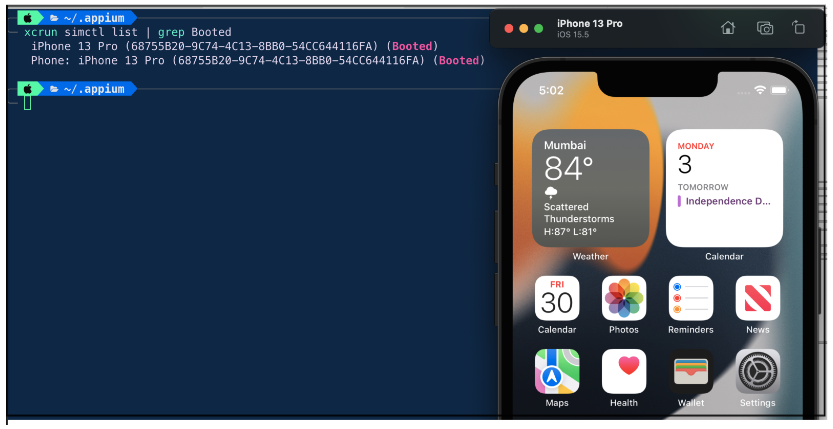 ~/.appium
xcrun simctl list | grep Booted
iPhone 13 Pro (68755B20-9C74-4C13-8BB0-54CC644116FA) (Booted)
Phone: iPhone 13 Pro (68755B20-9C74-4C13-8BB0-54CC644116FA) (Booted)
~/.appium
iPhone 13 Pro
iOS 15.5
5:02
Mumbai
84°
Scattered
Thunderstorms
H:87° L:81°
Weather
MONDAY
3
TOMORROW
Independence D...
Calendar
FRI
30
Calendar
Photos
Reminders
News
Maps
Health
Wallet
Settings